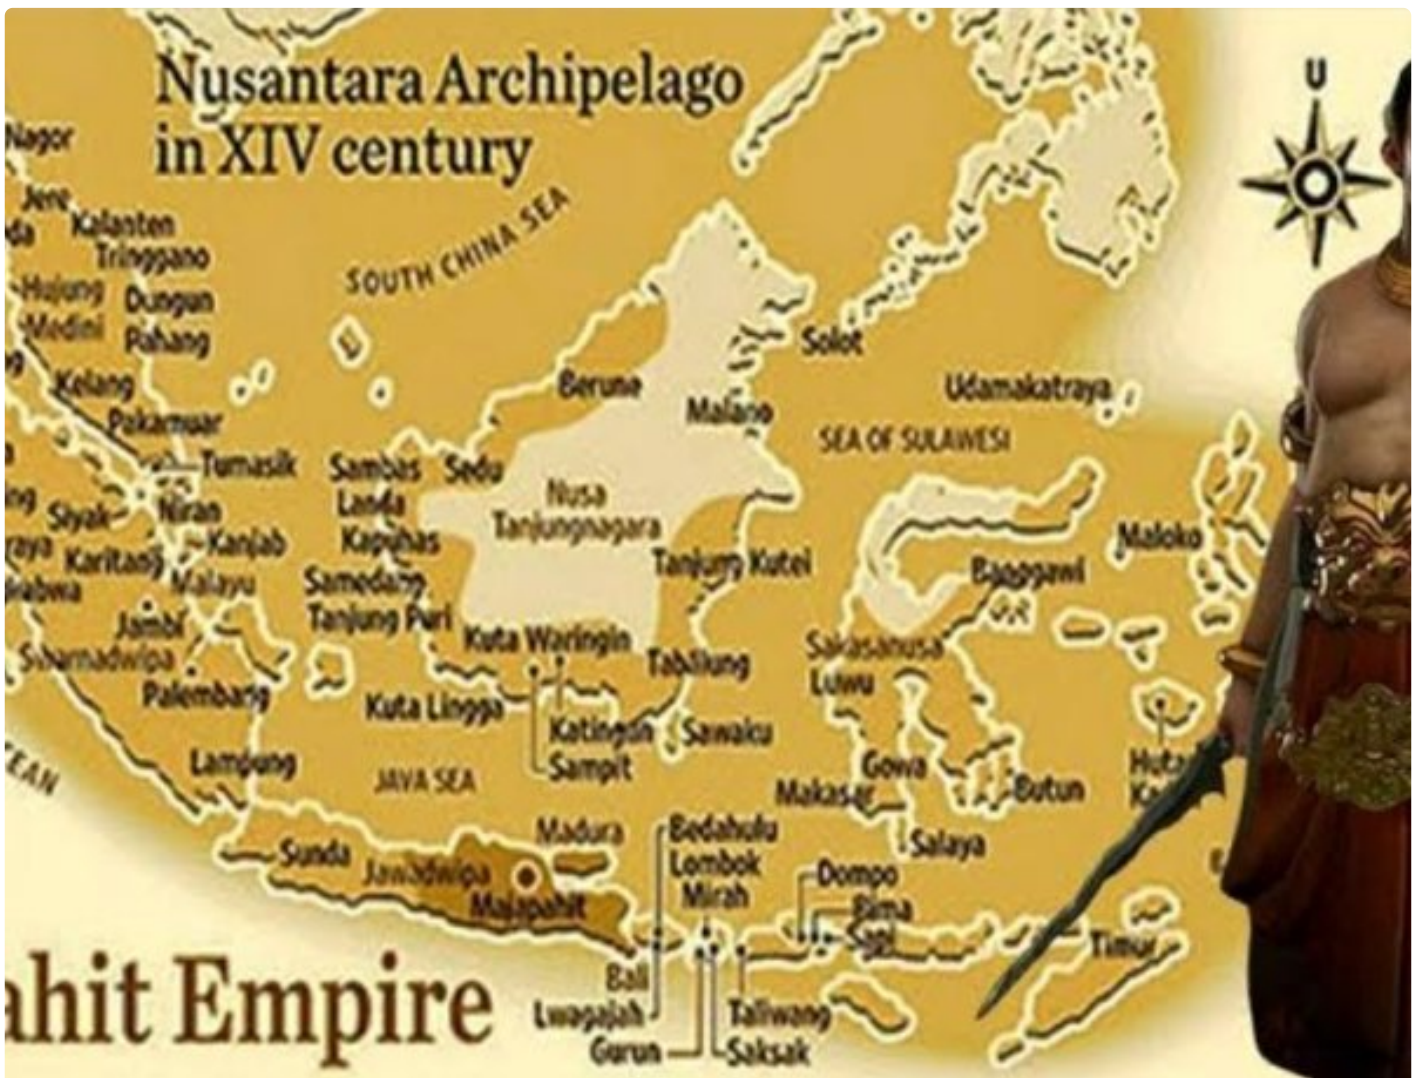 Nusantara Archipelago
in XIV century
U
Nagor
Jere
Kalanten
Tringgano
Hujung
Dungun
Medini
Pahang
Kelang
Pakamuar
Tumasik
Siyak
Niran
Kanjab
Karitang
Malayu
Jambi
Swarnadwipa
Palembang
Lampung
SOUTH CHINA SEA
Solot
Berune
Malano
Udamakatraya
SEA OF SULAWESI
Sambas
Sedu
Landa
Kapuhas
Nusa
Tanjungnagara
Samedang
Tanjung Puri
Tanjung Kutei
Kuta Waringin
Tabalung
Kuta Lingga
Katingan
Sawaku
Sampit
JAVA SEA
Maloko
Banggawi
Sakasanusa
Luwu
Gowa
Makasar
Butun
Salaya
Sunda
Jawadwipa
Majapahit
Madura
Bedahulu
Lombok
Mirah
Dompo
Bima
Timur
Bali
Lwagajah
Gurun
Taliwang
Saksak
ahit Empire